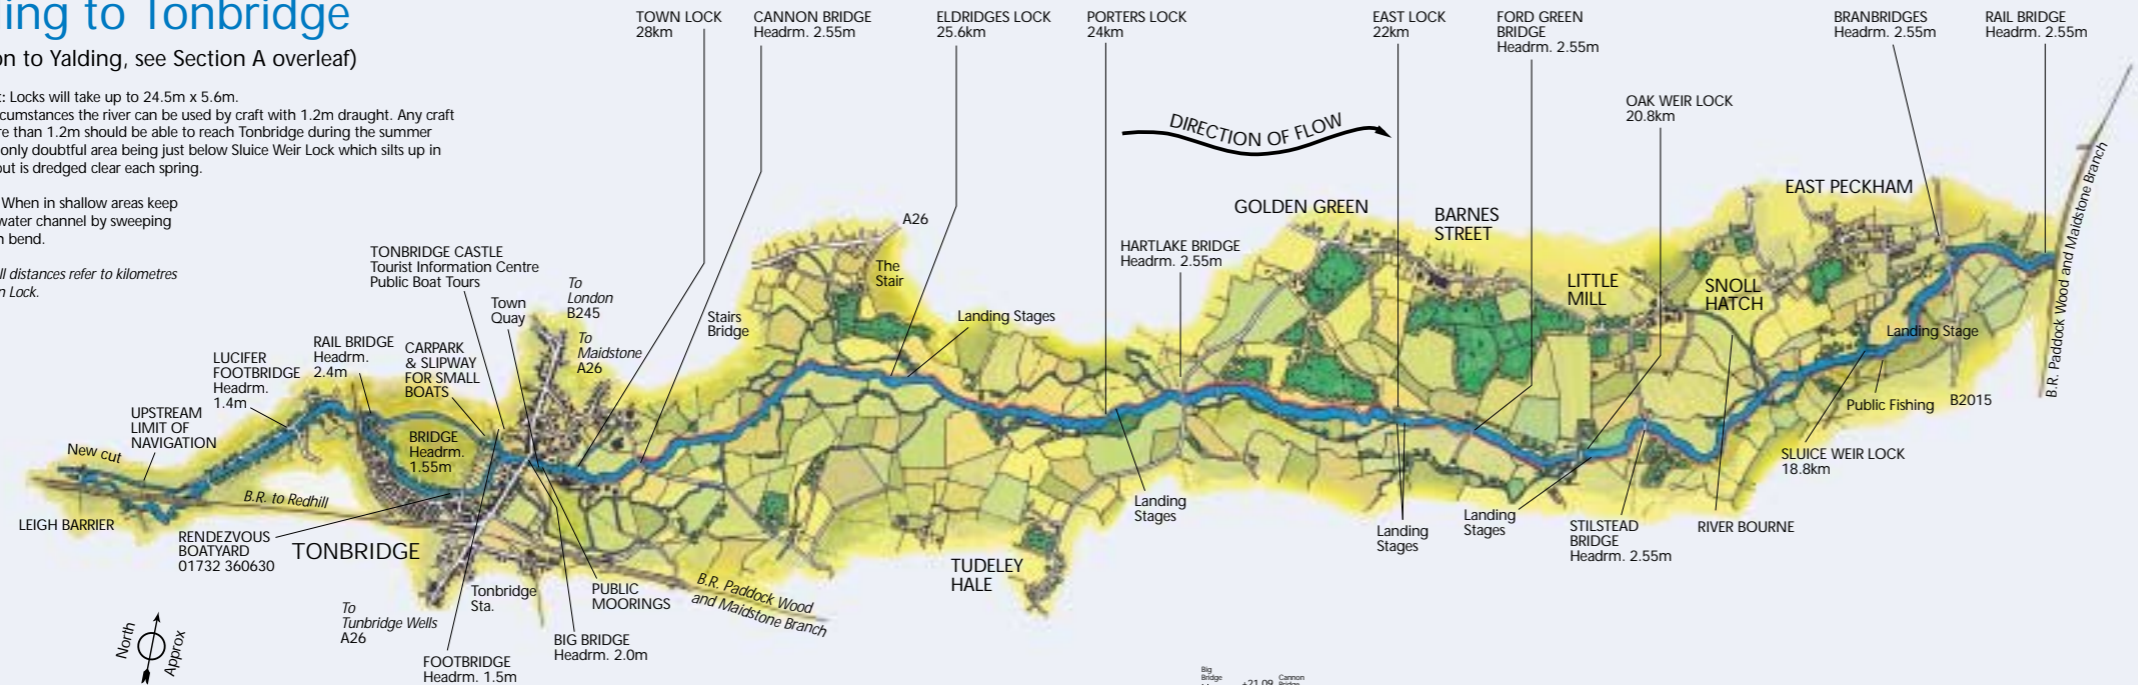 ling to Tonbridge
on to Yalding, see Section A overleaf)
: Locks will take up to 24.5m x 5.6m.
cumstances the river can be used by craft with 1.2m draught. Any craft
re than 1.2m should be able to reach Tonbridge during the summer
only doubtful area being just below Sluice Weir Lock which silts up in
out is dredged clear each spring.
When in shallow areas keep
water channel by sweeping
h bend.
ll distances refer to kilometres
n Lock.
TOWN LOCK
28km
CANNON BRIDGE
Headrm. 2.55m
ELDRIDGES LOCK
25.6km
PORTERS LOCK
24km
EAST LOCK
22km
FORD GREEN
BRIDGE
Headrm. 2.55m
BRANBRIDGES
Headrm. 2.55m
RAIL BRIDGE
Headrm. 2.55m
OAK WEIR LOCK
20.8km
DIRECTION OF FLOW
EAST PECKHAM
GOLDEN GREEN
BARNES
STREET
HARTLAKE BRIDGE
Headrm. 2.55m
LITTLE
MILL
SNOLL
HATCH
B.R. Paddock Wood and Maidstone Branch
A26
The
Stair
Stairs
Bridge
Landing Stages
TONBRIDGE CASTLE
Tourist Information Centre
Public Boat Tours
Town
Quay
To
London
B245
To
Maidstone
A26
RAIL BRIDGE
Headrm.
2.4m
CARPARK
& SLIPWAY
FOR SMALL
BOATS
LUCIFER
FOOTBRIDGE
Headrm.
1.4m
UPSTREAM
LIMIT OF
NAVIGATION
BRIDGE
Headrm.
1.55m
New cut
B.R. to Redhill
LEIGH BARRIER
RENDEZVOUS
BOATYARD
01732 360630
TONBRIDGE
Landing Stage
Public Fishing
B2015
SLUICE WEIR LOCK
18.8km
Landing
Stages
Landing
Stages
Landing
Stages
STILSTEAD
BRIDGE
Headrm. 2.55m
RIVER BOURNE
TUDELEY
HALE
B.R. Paddock Wood
and Maidstone Branch
Tonbridge
Sta.
PUBLIC
MOORINGS
To
Tunbridge Wells
A26
BIG BRIDGE
Headrm. 2.0m
FOOTBRIDGE
Headrm. 1.5m
North
Approx
Big
Bridge
+21.09
Cannon